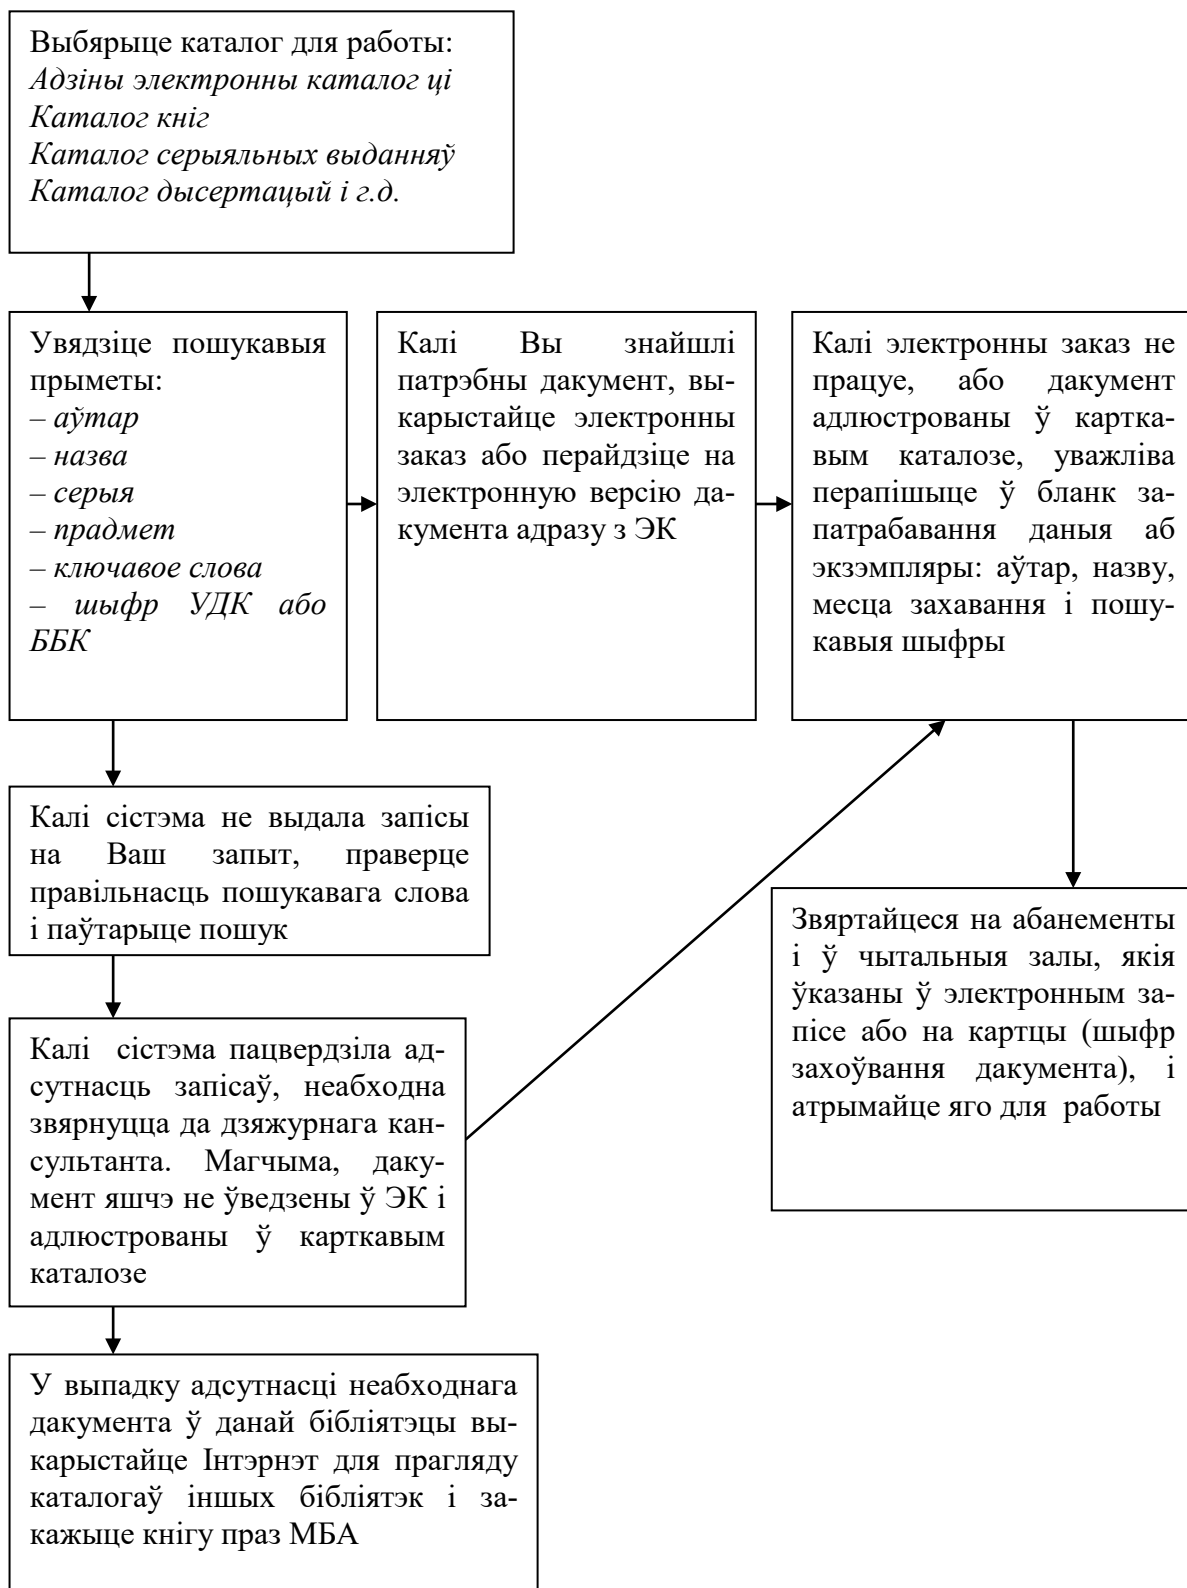 Выбярыце каталог для работы:
Адзіны электронны каталог ці
Каталог кніг
Каталог серыяльных выданняў
Каталог дысертацый і г.д.
Увядзіце пошукавыя
прыметы:
– аўтар
– назва
– серыя
– прадмет
– ключавое слова
– шыфр УДК або
ББК
Калі Вы знайшлі
патрэбны дакумент, вы-
карыстайце электронны
заказ або перайдзіце на
электронную версію да-
кумента адразу з ЭК
Калі электронны заказ не
працуе, або дакумент
адлюстрованы ў картка-
вым каталозе, уважліва
перапішыце ў бланк за-
патрабавання даныя аб
экзэмпляры: аўтар, назву,
месца захавання і пошу-
кавыя шыфры
Калі сістэма не выдала запісы
на Ваш запыт, праверце
правільнасць пошукавага слова
і паўтарыце пошук
Звяртайцеся на абанементы
і ў чытальныя залы, якія
ўказаны ў электронным за-
пісе або на картцы (шыфр
захоўвання дакумента), і
атрымайце яго для работы
Калі сістэма пацвердзіла ад-
сутнасць запісаў, неабходна
звярнуцца да дзяжурнага кан-
сультанта. Магчыма, даку-
мент яшчэ не ўведзены ў ЭК і
адлюстрованы ў карткавым
каталозе
У выпадку адсутнасці неабходнага
дакумента ў данай бібліятэцы вы-
карыстайце Інтэрнэт для прагляду
каталогаў іншых бібліятэк і за-
кажыце кнігу праз МБА